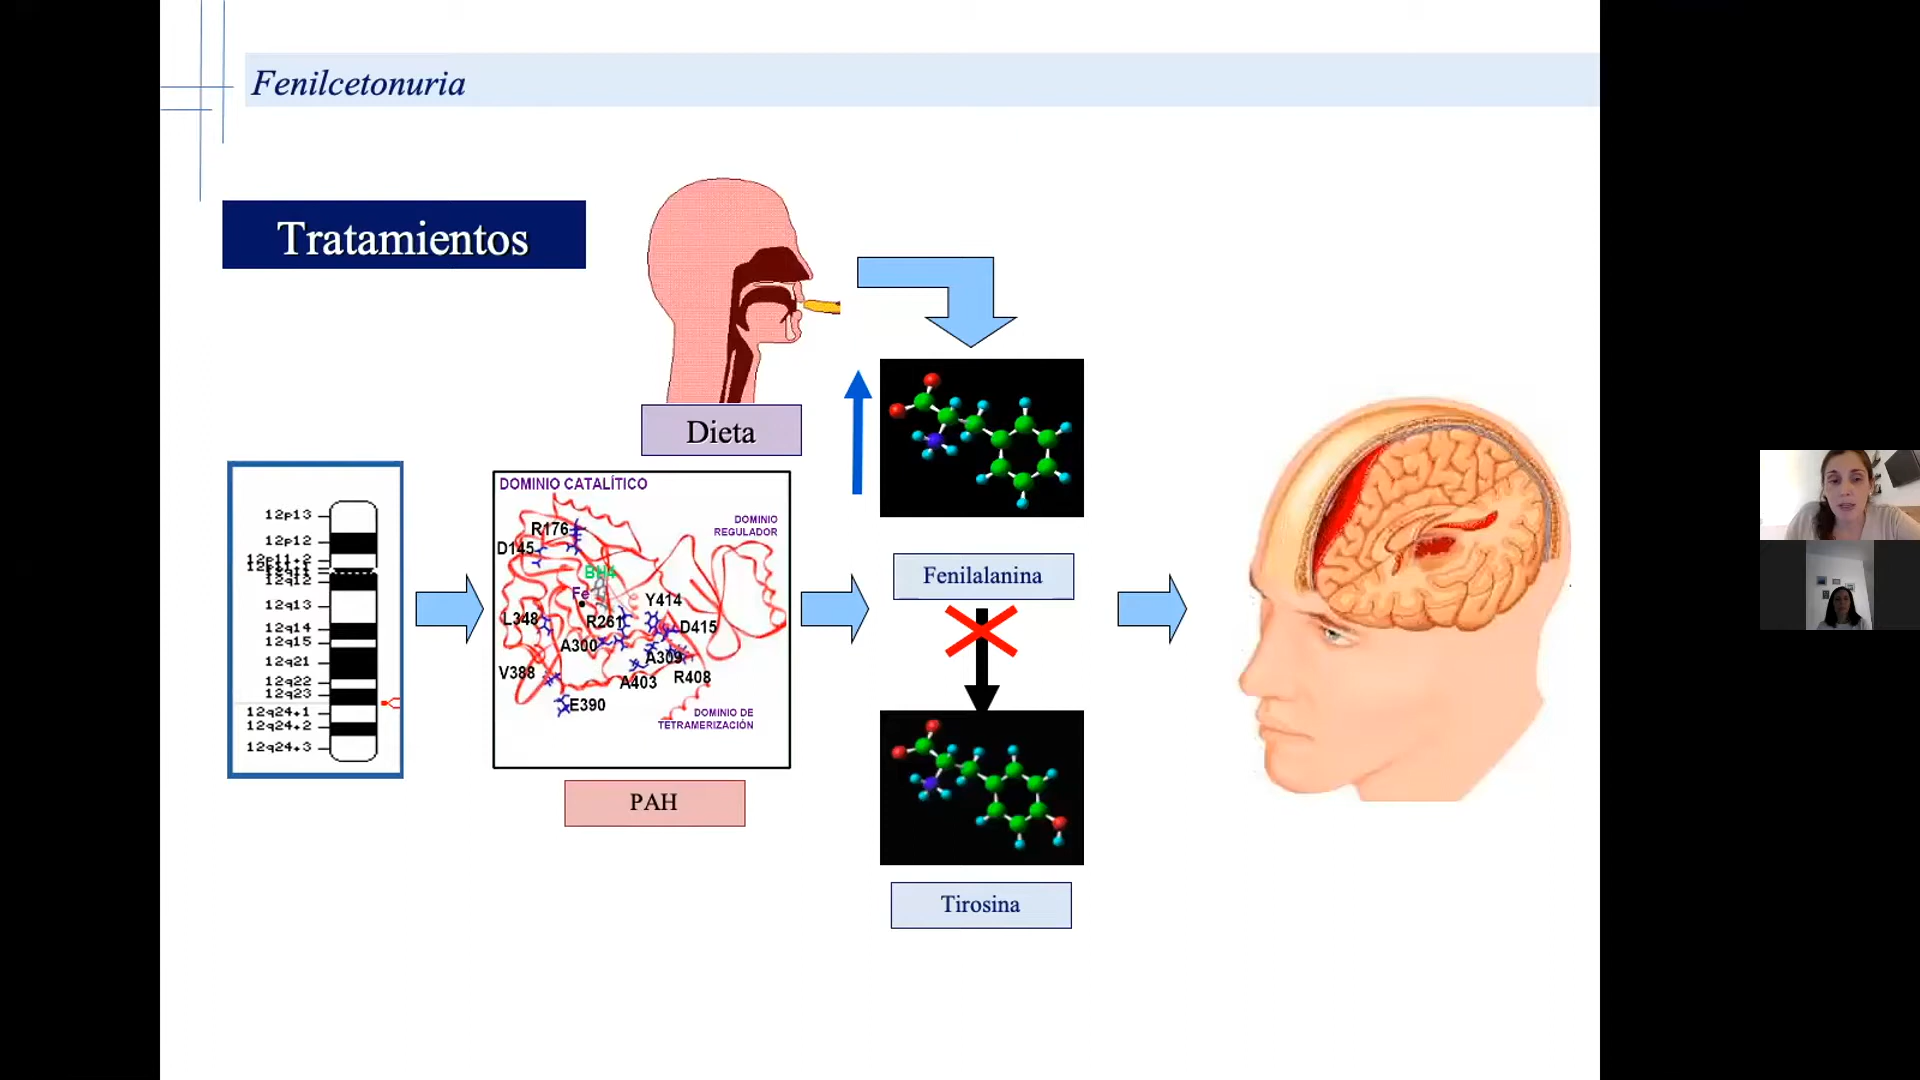 Fenilcetonuria
Tratamientos
Dieta
12p13
12p12
12p11.2
12q12
12q13
12q14
12q15
12q21
12q22
12q23
12q24.1
12q24.2
12q24.3
DOMINIO CATALÍTICO
DOMINIO
REGULADOR
R176
D145
BH4
Fe
Y414
L348
R261
D415
A300
A309
V388
A403
R408
E390
DOMINIO DE
TETRAMERIZACIÓN
PAH
Fenilalanina
Tirosina